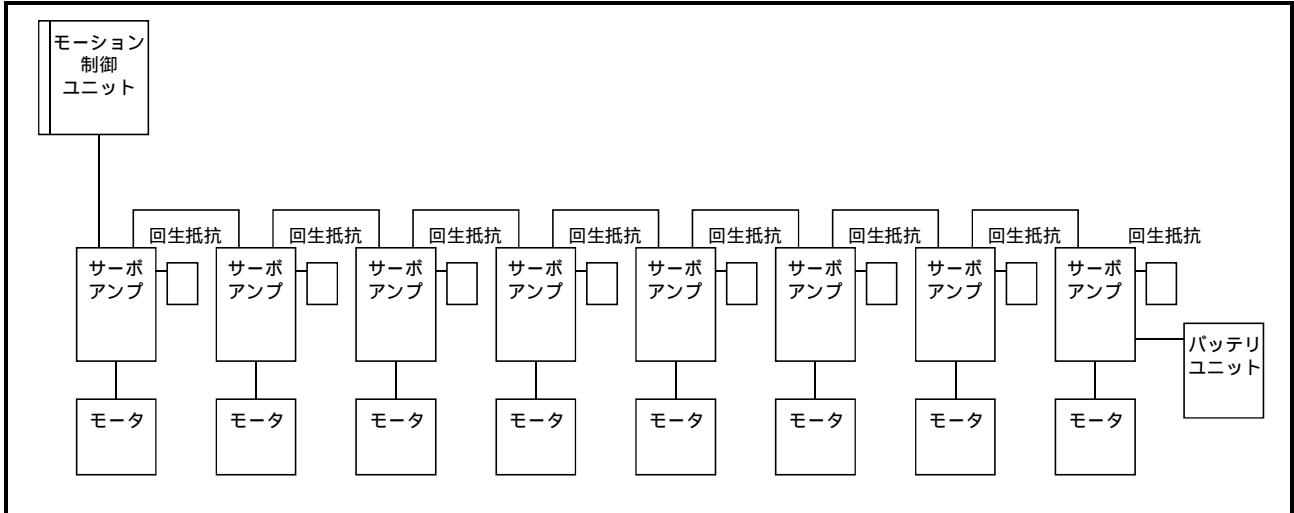 モーション
制御
ユニット
回生抵抗
回生抵抗
回生抵抗
回生抵抗
回生抵抗
回生抵抗
回生抵抗
回生抵抗
サーボ
アンプ
サーボ
アンプ
サーボ
アンプ
サーボ
アンプ
サーボ
アンプ
サーボ
アンプ
サーボ
アンプ
サーボ
アンプ
バッテリ
ユニット
モータ
モータ
モータ
モータ
モータ
モータ
モータ
モータ